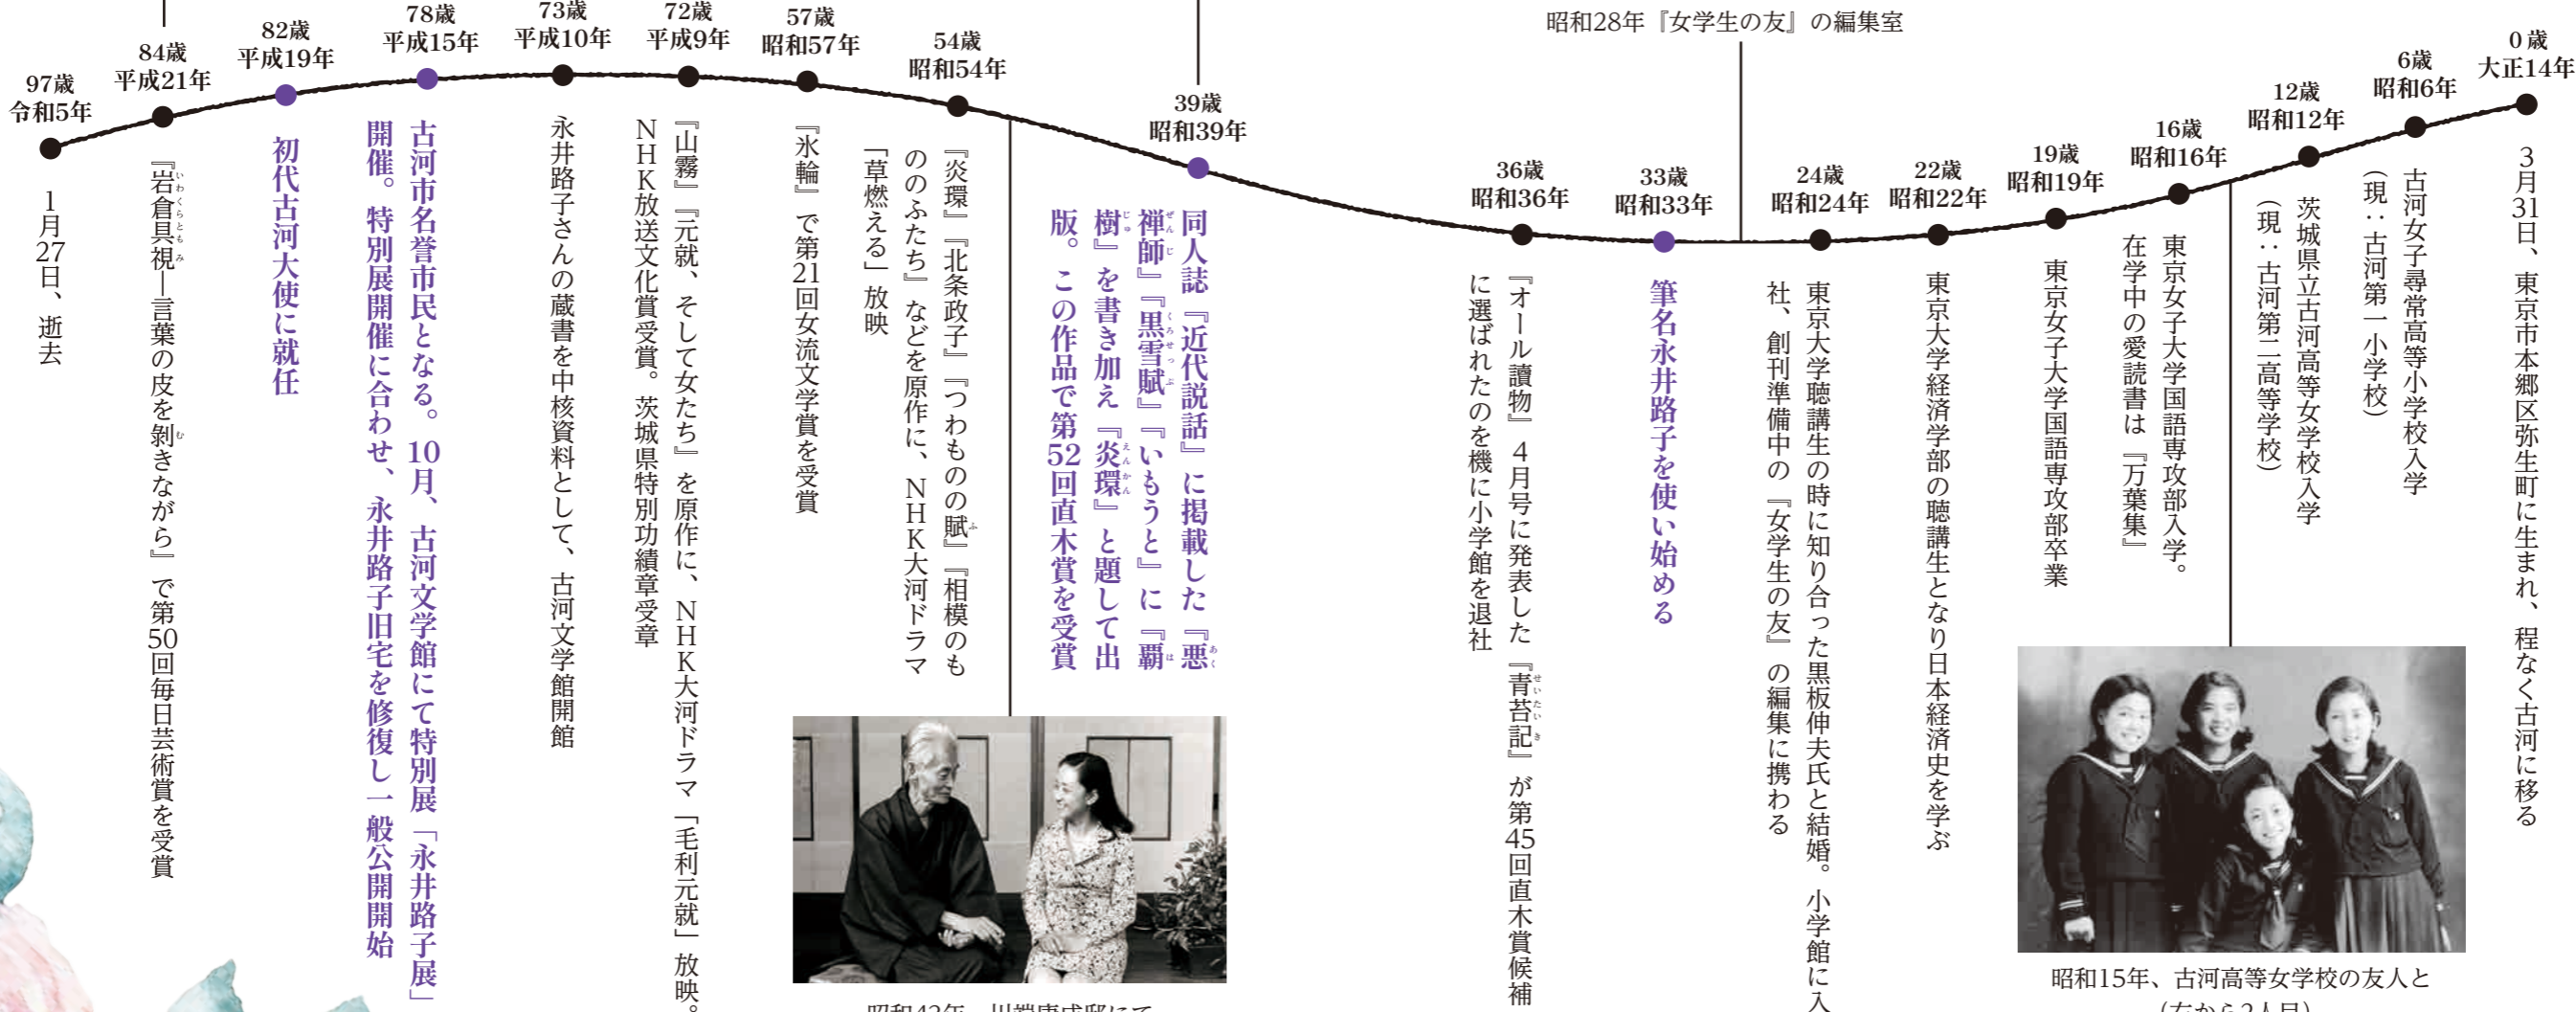 昭和28年『女学生の友』の編集室
0歳
大正14年
3月31日、東京市本郷区弥生町に生まれ、程なく古河に移る
6歳
昭和6年
古河女子尋常高等小学校入学
(現：古河第一小学校)
12歳
昭和12年
茨城県立古河高等女学校入学
(現：古河第二高等学校)
16歳
昭和16年
東京女子大学国語専攻部入学。
在学中の愛読書は『万葉集』
19歳
昭和19年
東京女子大学国語専攻部卒業
22歳
昭和22年
東京大学経済学部の聴講生となり日本経済史を学ぶ
24歳
昭和24年
東京大学聴講生の時に知り合った黒板伸夫氏と結婚。小学館に入
社、創刊準備中の『女学生の友』の編集に携わる
33歳
昭和33年
筆名永井路子を使い始める
36歳
昭和36年
『オール讀物』4月号に発表した『青苔記』が第45回直木賞候補
に選ばれたのを機に小学館を退社
39歳
昭和39年
同人誌『近代説話』に掲載した『悪
禅師』『黒雪賦』『いもうと』に『覇
樹』を書き加え『炎環』と題して出
版。この作品で第52回直木賞を受賞
54歳
昭和54年
『炎環』『北条政子』『つわものの賦』『相模のも
ののふたち』などを原作に、NHK大河ドラマ
「草燃える」放映
57歳
昭和57年
『氷輪』で第21回女流文学賞を受賞
72歳
平成9年
『山霧』『元就、そして女たち』を原作に、NHK大河ドラマ「毛利元就」放映。
NHK放送文化賞受賞。茨城県特別功績章受章
73歳
平成10年
永井路子さんの蔵書を中核資料として、古河文学館開館
78歳
平成15年
古河市名誉市民となる。10月、古河文学館にて特別展「永井路子展」
開催。特別展開催に合わせ、永井路子旧宅を修復し一般公開開始
82歳
平成19年
初代古河大使に就任
84歳
平成21年
『岩倉具視―言葉の皮を剝きながら』で第50回毎日芸術賞を受賞
97歳
令和5年
1月27日、逝去
昭和15年、古河高等女学校の友人と